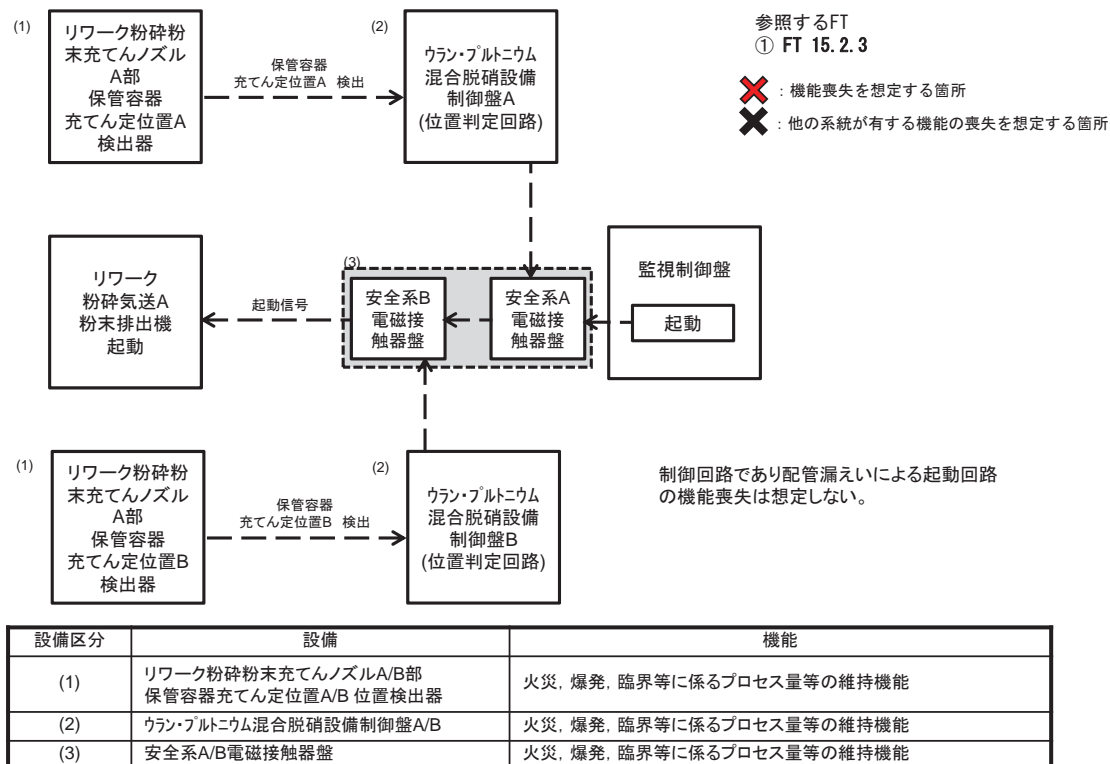 (1)
リワーク粉砕粉
末充てんノズル
A部
保管容器
充てん定位置A
検出器
保管容器
充てん定位置A 検出
(2)
ウラン・プルトニウム
混合脱硝設備
制御盤A
(位置判定回路)
参照するFT
① FT 15.2.3
：機能喪失を想定する箇所
：他の系統が有する機能の喪失を想定する箇所
リワーク
粉砕気送A
粉末排出機
起動
起動信号
(3)
安全系B
電磁接
触器盤
安全系A
電磁接
触器盤
監視制御盤
起動
(1)
リワーク粉砕粉
末充てんノズル
A部
保管容器
充てん定位置B
検出器
保管容器
充てん定位置B 検出
(2)
ウラン・プルトニウム
混合脱硝設備
制御盤B
(位置判定回路)
制御回路であり配管漏えいによる起動回路
の機能喪失は想定しない。
設備区分 設備 機能
(1) リワーク粉砕粉末充てんノズルA/B部
保管容器充てん定位置A/B 位置検出器 火災，爆発，臨界等に係るプロセス量等の維持機能
(2) ウラン・プルトニウム混合脱硝設備制御盤A/B 火災，爆発，臨界等に係るプロセス量等の維持機能
(3) 安全系A/B電磁接触器盤 火災，爆発，臨界等に係るプロセス量等の維持機能